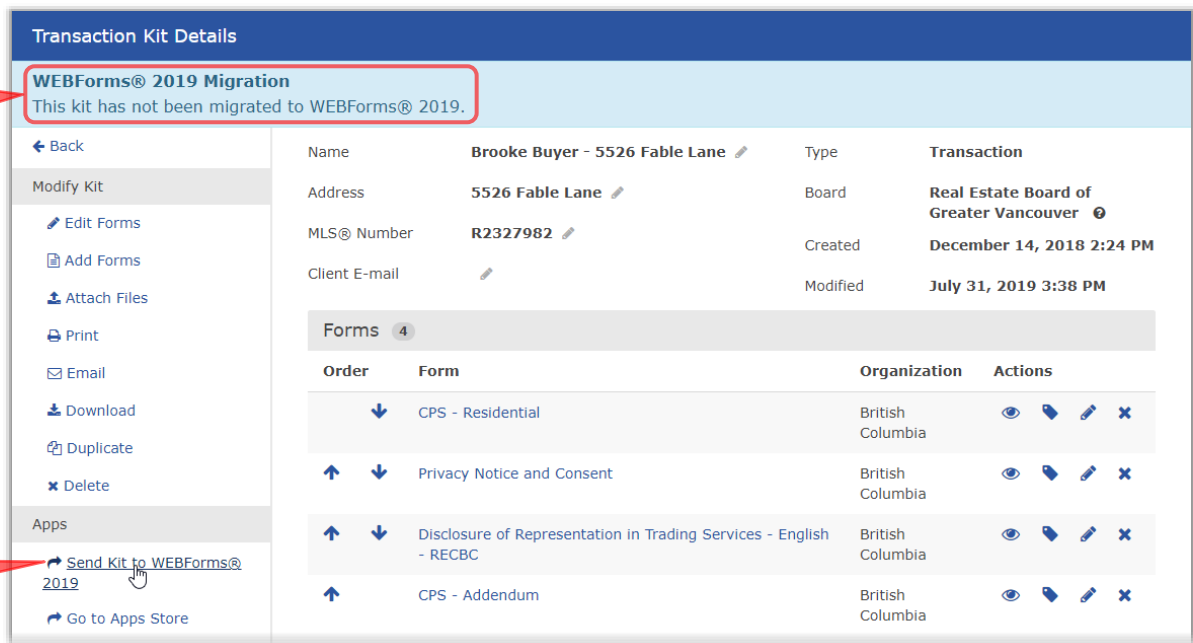 Transaction Kit Details
WEBForms® 2019 Migration
This kit has not been migrated to WEBForms® 2019.
Back
Modify Kit
Edit Forms
Add Forms
Attach Files
Print
Email
Download
Duplicate
Delete
Apps
Send Kit to WEBForms®
2019
Go to Apps Store
Name Brooke Buyer - 5526 Fable Lane
Address 5526 Fable Lane
MLS® Number R2327982
Client E-mail
Type Transaction
Board Real Estate Board of
Greater Vancouver
Created December 14, 2018 2:24 PM
Modified July 31, 2019 3:38 PM
Forms 4
Order Form Organization Actions
CPS - Residential British
Columbia
Privacy Notice and Consent British
Columbia
Disclosure of Representation in Trading Services - English British
- RECBC Columbia
CPS - Addendum British
Columbia